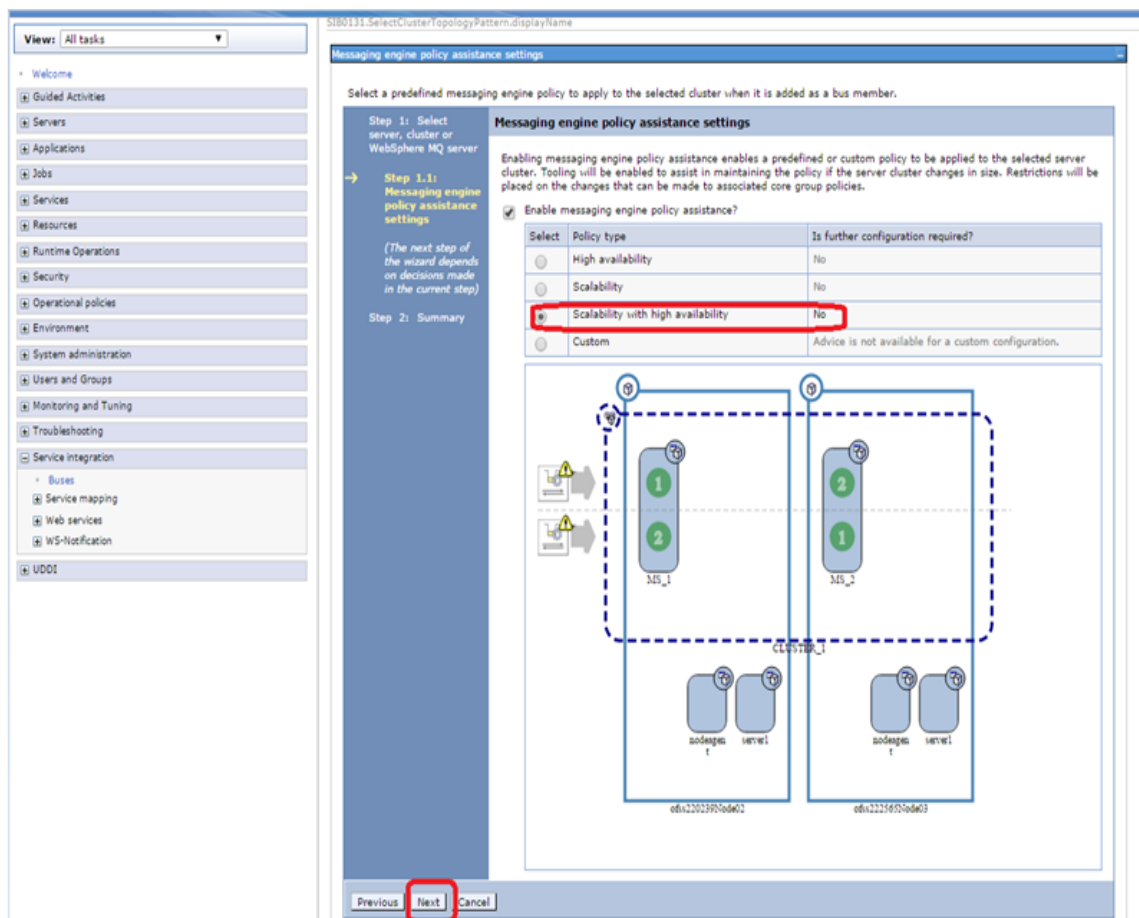 SIB0131.SelectClusterTopologyPattern.displayName
View: All tasks
Welcome
Guided Activities
Servers
Applications
Jobs
Services
Resources
Runtime Operations
Security
Operational policies
Environment
System administration
Users and Groups
Monitoring and Tuning
Troubleshooting
Service integration
Buses
Service mapping
Web services
WS-Notification
UDDI
Messaging engine policy assistance settings
Select a predefined messaging engine policy to apply to the selected cluster when it is added as a bus member.
Step 1: Select
server, cluster or
WebSphere MQ server
Step 1.1:
Messaging engine
policy assistance
settings
(The next step of
the wizard depends
on decisions made
in the current step)
Step 2: Summary
Messaging engine policy assistance settings
Enabling messaging engine policy assistance enables a predefined or custom policy to be applied to the selected server
cluster. Tooling will be enabled to assist in maintaining the policy if the server cluster changes in size. Restrictions will be
placed on the changes that can be made to associated core group policies.
Enable messaging engine policy assistance?
Select Policy type Is further configuration required?
High availability No
Scalability No
Scalability with high availability No
Custom Advice is not available for a custom configuration.
1 2
2 1
MS_1 MS_2
CLUSTER_1
nodeagen
t
server1
nodeagen
t
server1
ofss220239Node02 ofss222565Node03
Previous Next Cancel